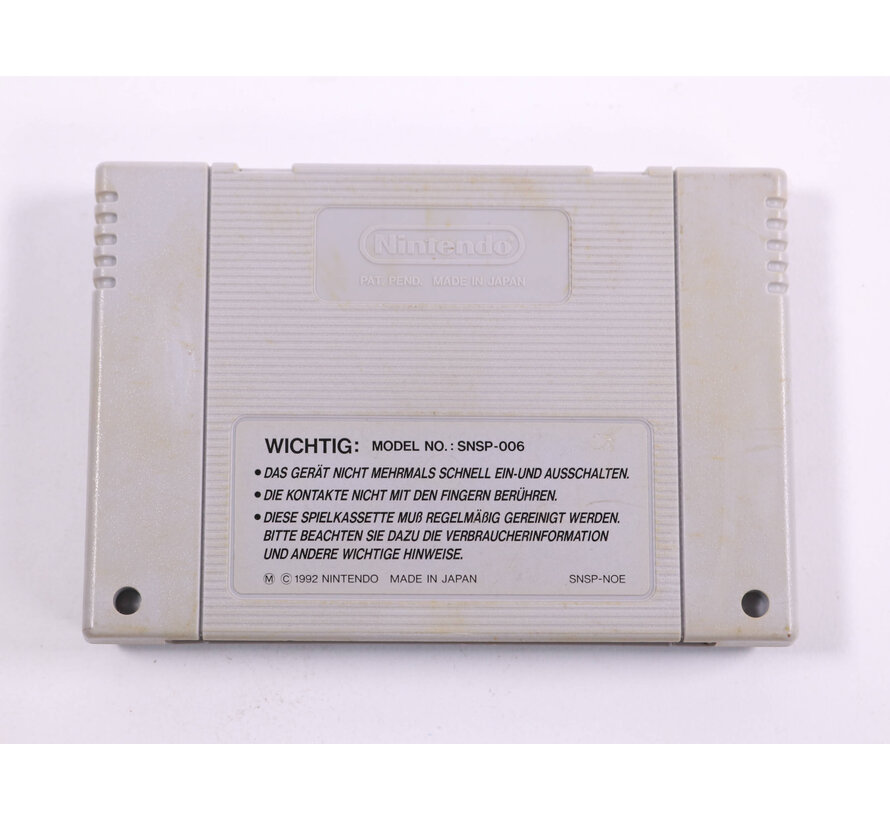 Nintendo
PAT. PEND. MADE IN JAPAN
WICHTIG: MODEL NO.: SNSP-006
• DAS GERÄT NICHT MEHRMALS SCHNELL EIN-UND AUSSCHALTEN.
• DIE KONTAKTE NICHT MIT DEN FINGERN BERÜHREN.
• DIESE SPIELKASSETTE MUß REGELMÄßIG GEREINIGT WERDEN.
BITTE BEACHTEN SIE DAZU DIE VERBRAUCHERINFORMATION
UND ANDERE WICHTIGE HINWEISE.
Ⓜ © 1992 NINTENDO MADE IN JAPAN SNSP-NOE